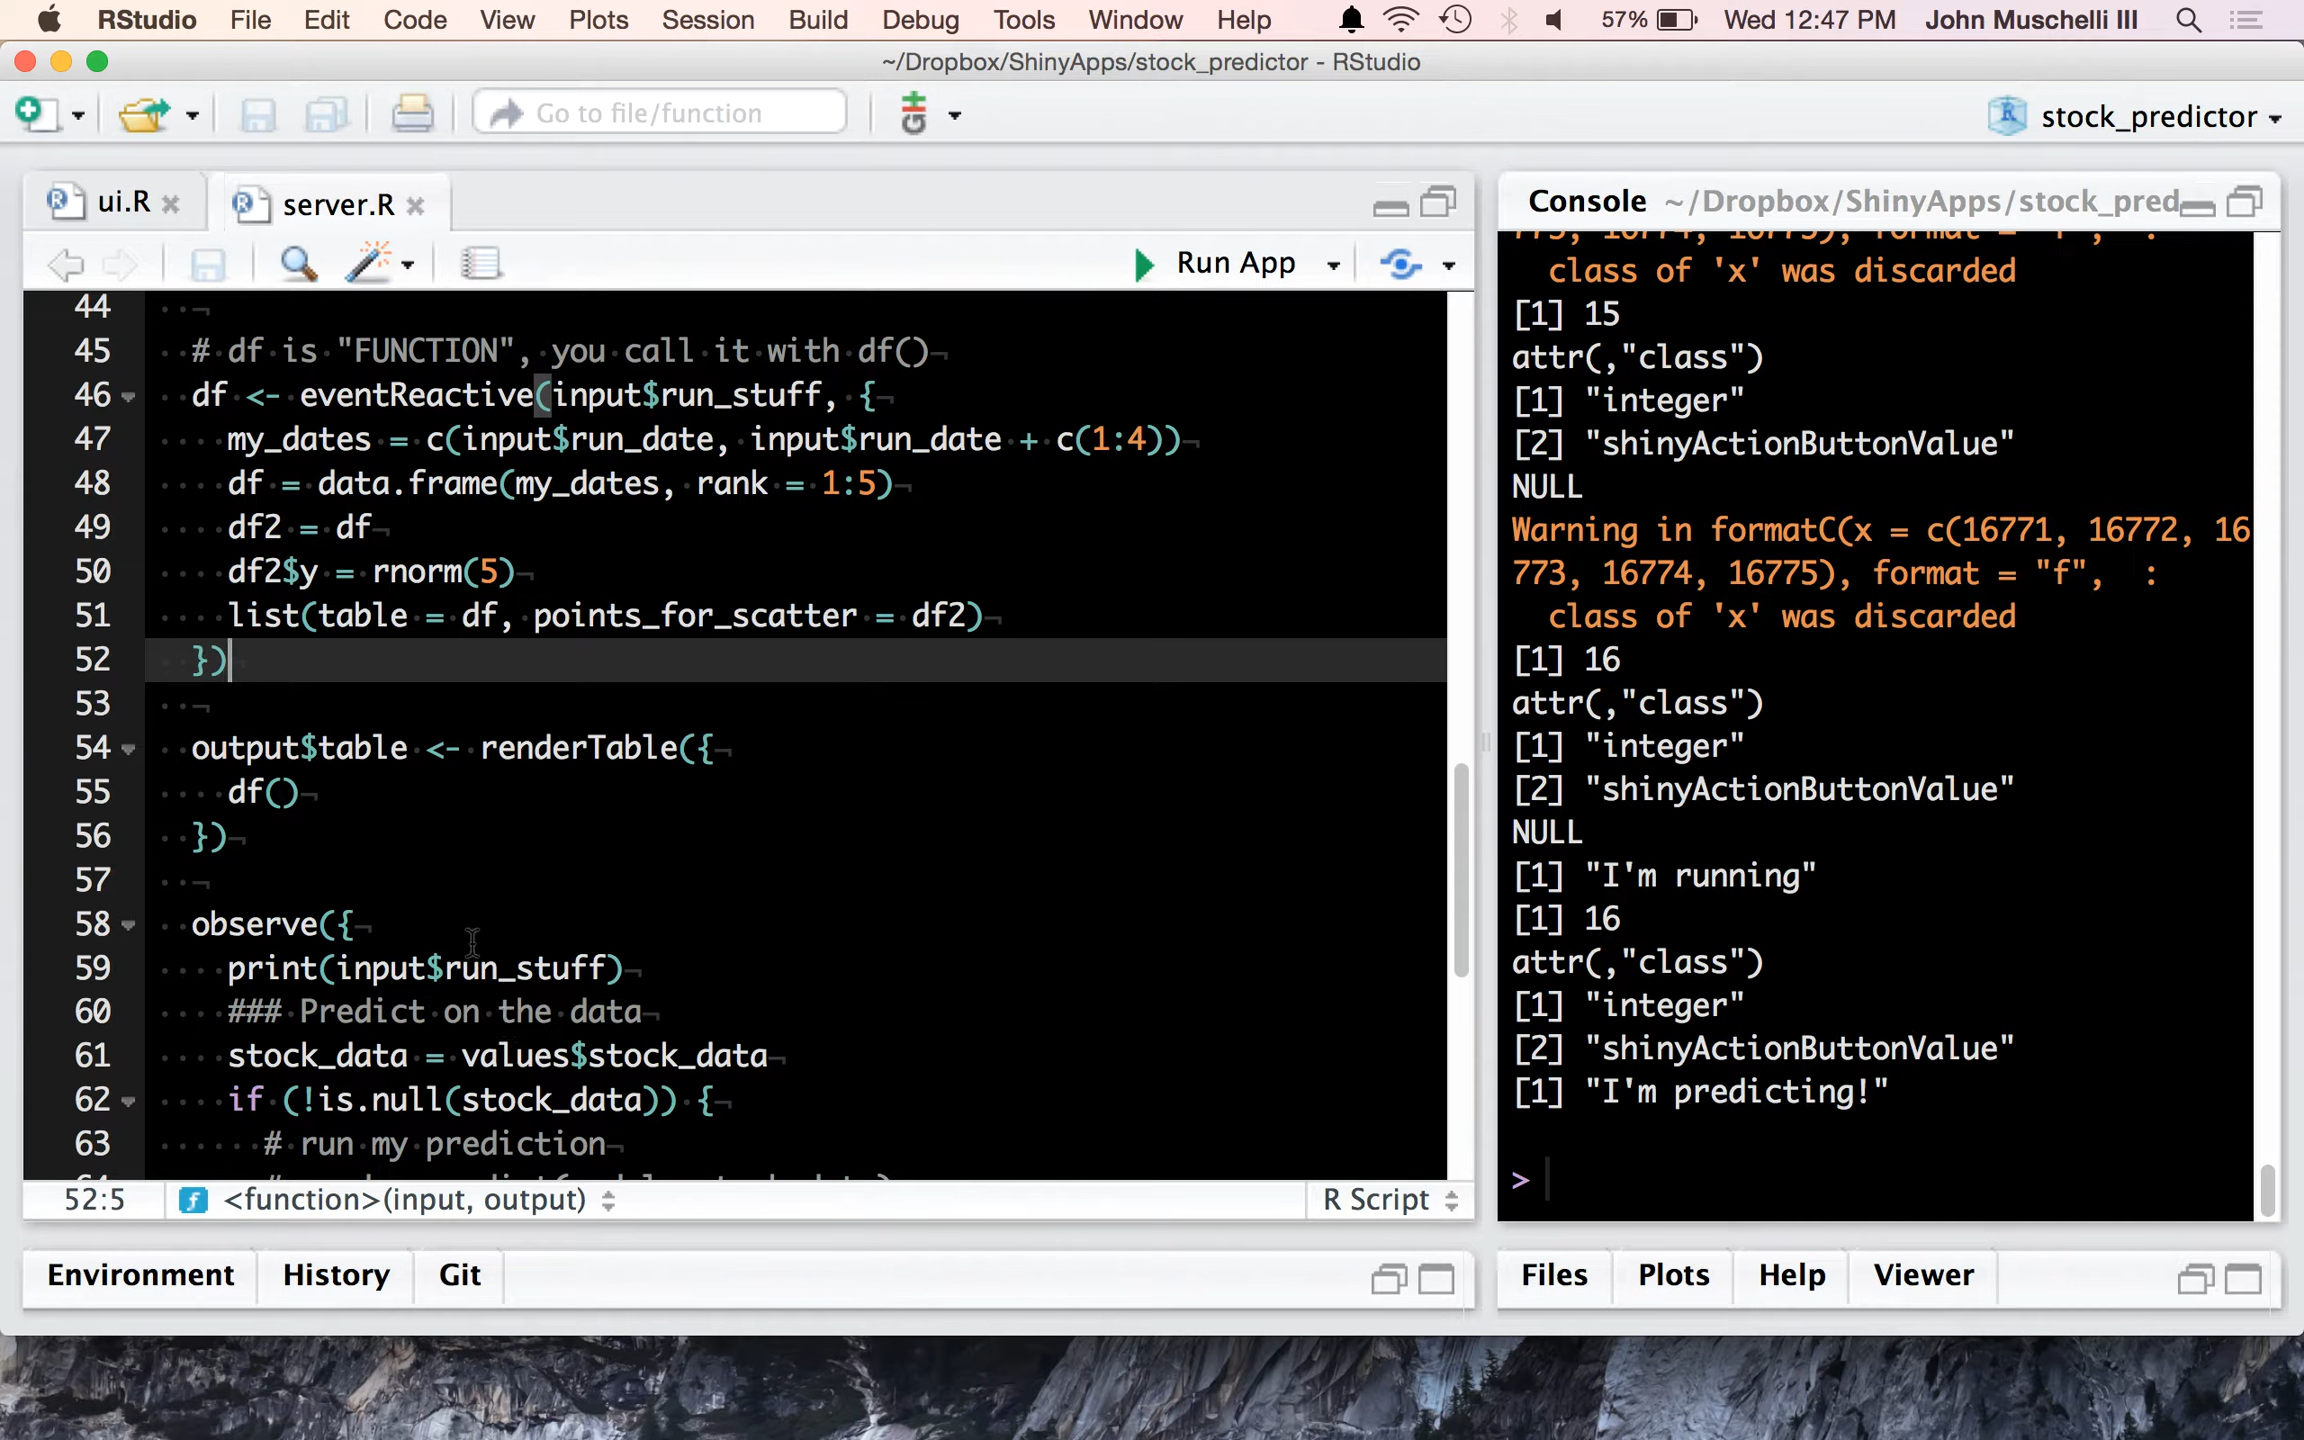 RStudio File Edit Code View Plots Session Build Debug Tools Window Help 57% Wed 12:47 PM John Muschelli III
~/Dropbox/ShinyApps/stock_predictor - RStudio
Go to file/function
stock_predictor
ui.R
server.R
Run App
44
45 # df is "FUNCTION", you call it with df()
46 df <- eventReactive(input$run_stuff, {
47 my_dates = c(input$run_date, input$run_date + c(1:4))
48 df = data.frame(my_dates, rank = 1:5)
49 df2 = df
50 df2$y = rnorm(5)
51 list(table = df, points_for_scatter = df2)
52 })
53
54 output$table <- renderTable({
55 df()
56 })
57
58 observe({
59 print(input$run_stuff)
60 ### Predict on the data
61 stock_data = values$stock_data
62 if (!is.null(stock_data)) {
63 # run my prediction
52:5 <function>(input, output) R Script
Environment History Git
Console ~/Dropbox/ShinyApps/stock_pred
773, 16774, 16775), format = "f", :
class of 'x' was discarded
[1] 15
attr(,"class")
[1] "integer"
[2] "shinyActionButtonValue"
NULL
Warning in formatC(x = c(16771, 16772, 16
773, 16774, 16775), format = "f", :
class of 'x' was discarded
[1] 16
attr(,"class")
[1] "integer"
[2] "shinyActionButtonValue"
NULL
[1] "I'm running"
[1] 16
attr(,"class")
[1] "integer"
[2] "shinyActionButtonValue"
[1] "I'm predicting!"
>
Files Plots Help Viewer